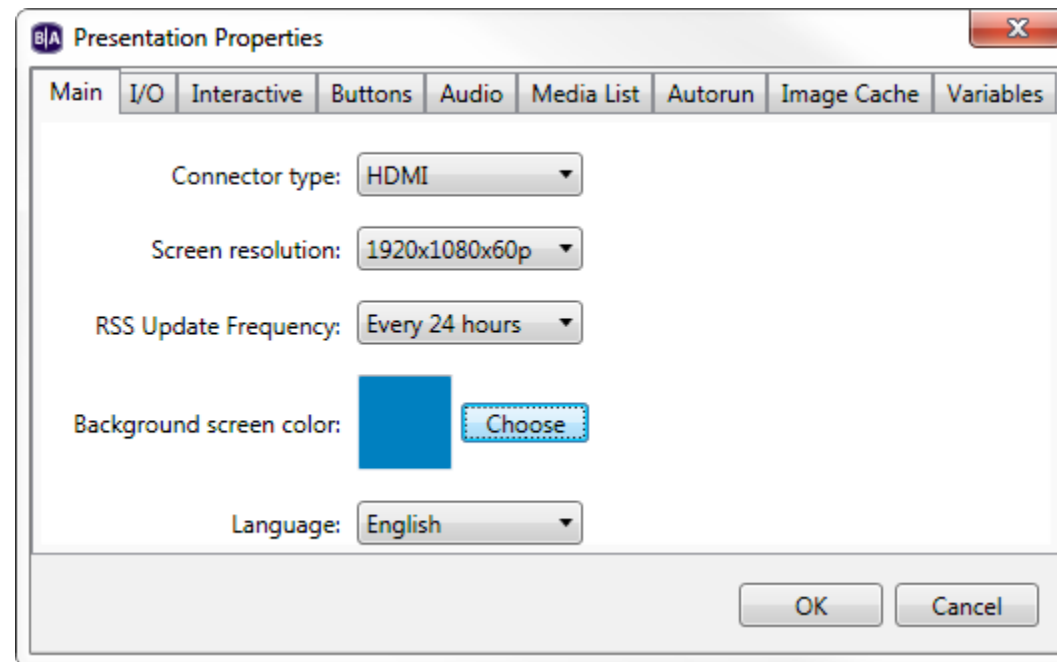 B|A Presentation Properties
Main I/O Interactive Buttons Audio Media List Autorun Image Cache Variables
Connector type: HDMI
Screen resolution: 1920x1080x60p
RSS Update Frequency: Every 24 hours
Background screen color: Choose
Language: English
OK Cancel